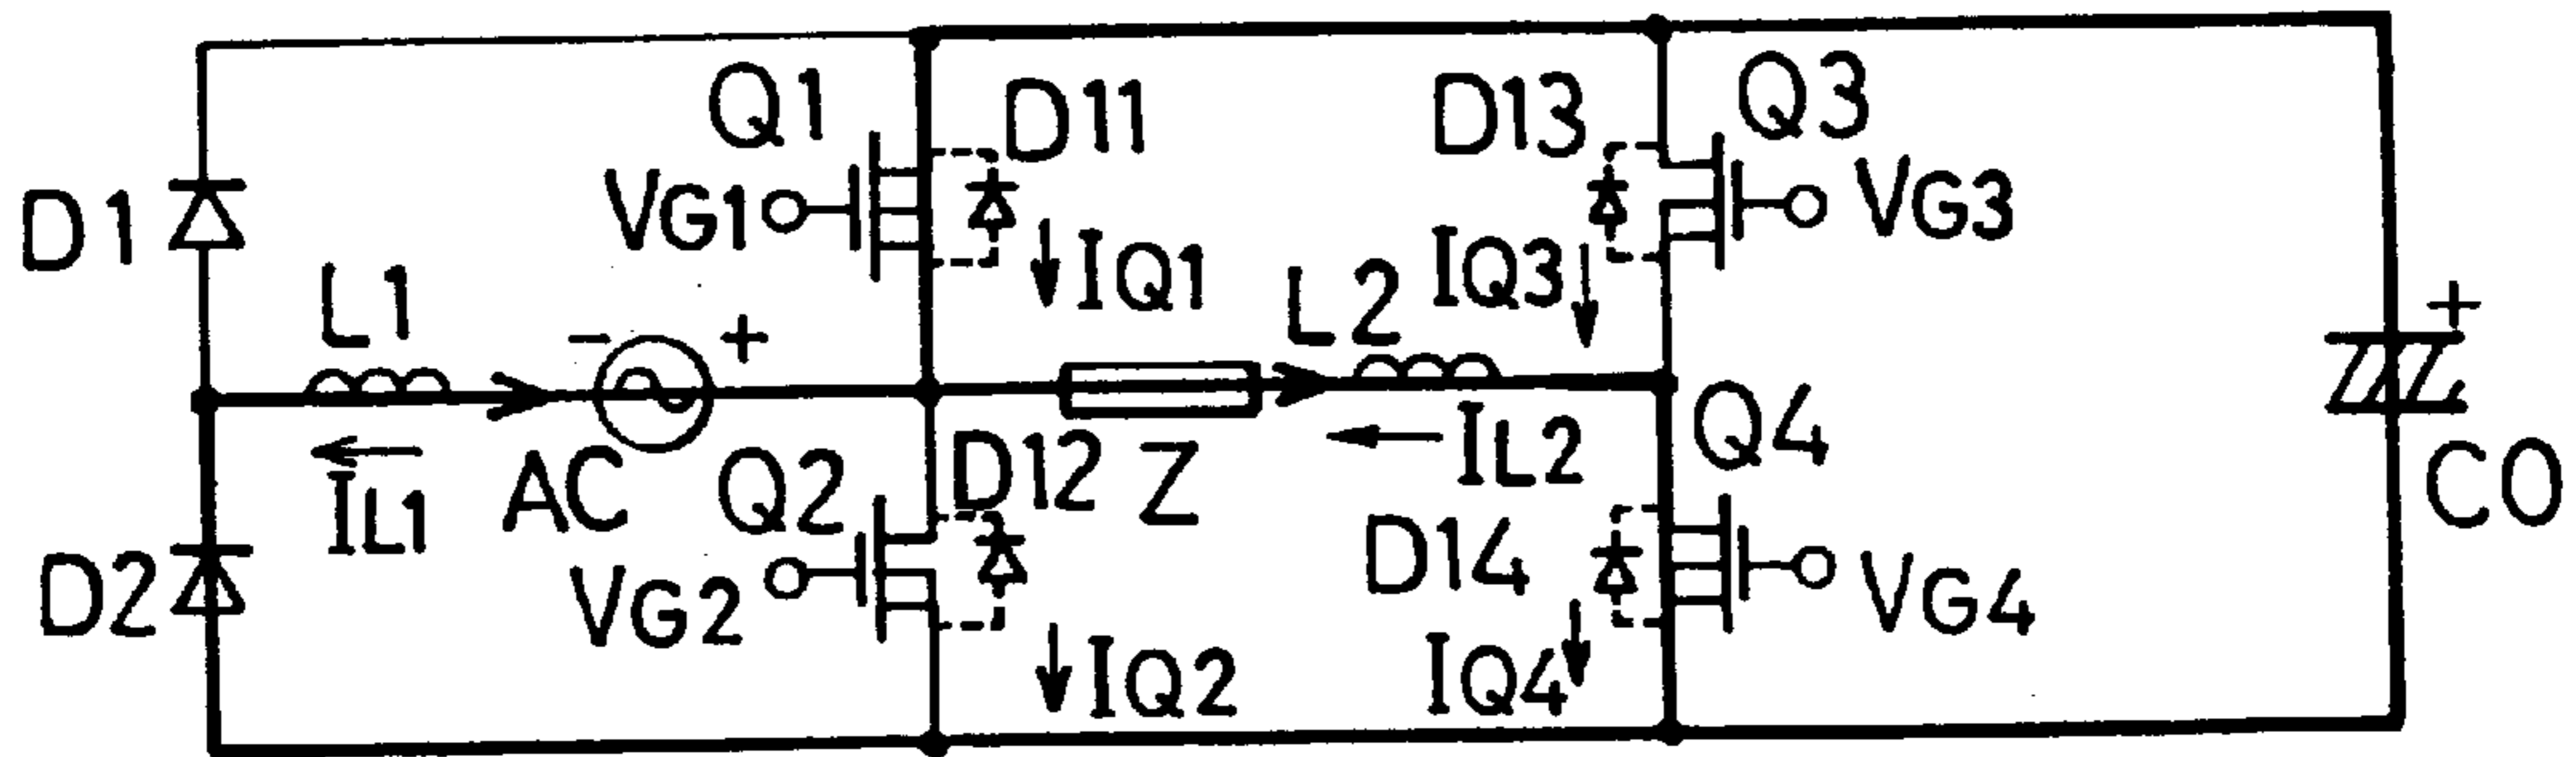 Q1
D11
D13
Q3
D1
VG1
VG3
L1
IQ1
L2
IQ3
+
- +
IL1
AC
Q2
D12
Z
IL2
Q4
CO
D2
VG2
D14
VG4
IQ2
IQ4